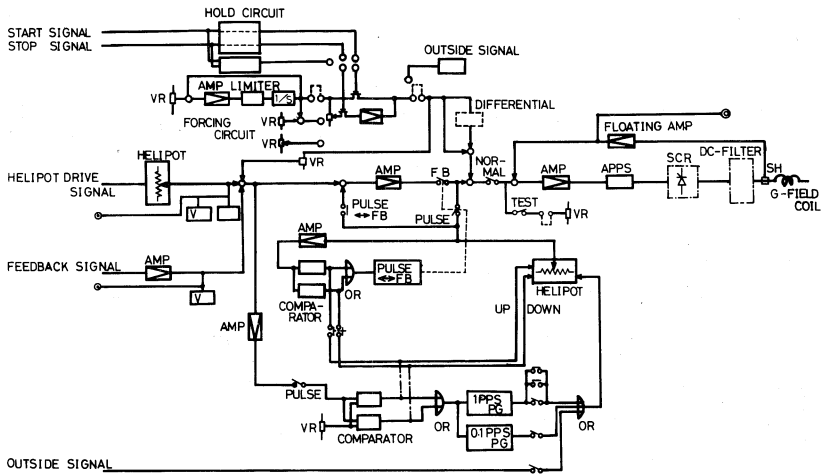 HOLD CIRCUIT
START SIGNAL
STOP SIGNAL
OUTSIDE SIGNAL
AMP LIMITER
VR
1/S
FORCING
CIRCUIT
VR
VR
DIFFERENTIAL
FLOATING AMP
HELIPOT
VR
NOR-
MAL
DC-FILTER
HELIPOT DRIVE
SIGNAL
AMP
F.B
AMP
APPS
SCR
SH
G-FIELD
COIL
V
PULSE
↔FB
PULSE
TEST
VR
AMP
FEEDBACK SIGNAL
AMP
V
PULSE
↔FB
OR
HELIPOT
COMPA-
RATOR
UP
DOWN
AMP
PULSE
VR
COMPARATOR
OR
1PPS
PG
0.1PPS
PG
OR
OUTSIDE SIGNAL